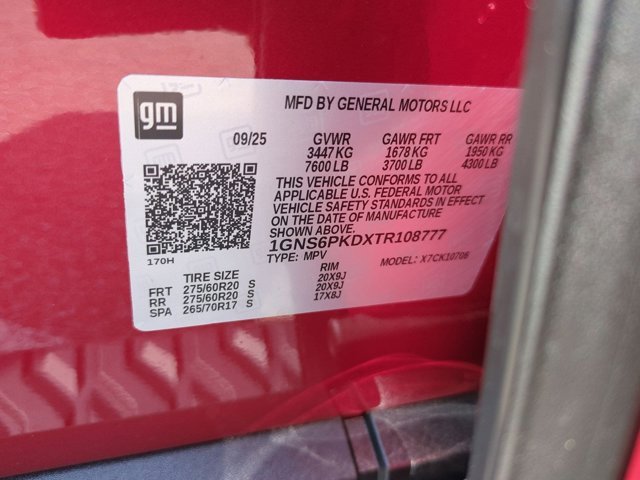 gm
MFD BY GENERAL MOTORS LLC
09/25 GVWR GAWR FRT GAWR RR
3447 KG 1678 KG 1950 KG
7600 LB 3700 LB 4300 LB
THIS VEHICLE CONFORMS TO ALL
APPLICABLE U.S. FEDERAL MOTOR
VEHICLE SAFETY STANDARDS IN EFFECT
ON THE DATE OF MANUFACTURE
SHOWN ABOVE.
170H
1GNS6PKDXTR108777
TYPE: MPV MODEL: X7CK10706
TIRE SIZE RIM
FRT 275/60R20 S 20X9J
RR 275/60R20 S 20X9J
SPA 265/70R17 S 17X8J